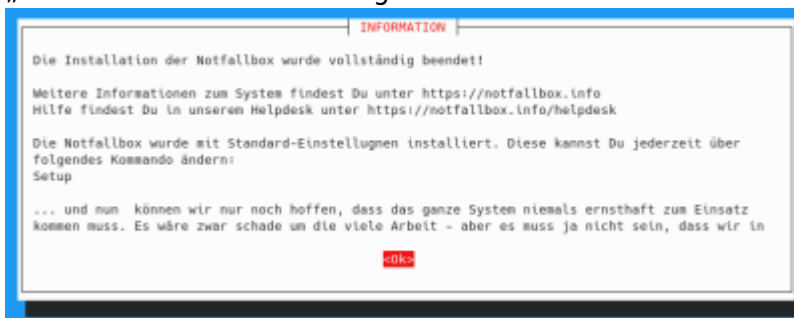 INFORMATION
Die Installation der Notfallbox wurde vollständig beendet!
Weitere Informationen zum System findest Du unter https://notfallbox.info
Hilfe findest Du in unserem Helpdesk unter https://notfallbox.info/helpdesk
Die Notfallbox wurde mit Standard-Einstellugnen installiert. Diese kannst Du jederzeit über
folgendes Kommando ändern:
Setup
... und nun können wir nur noch hoffen, dass das ganze System niemals ernsthaft zum Einsatz
kommen muss. Es wäre zwar schade um die viele Arbeit - aber es muss ja nicht sein, dass wir in
<Ok>